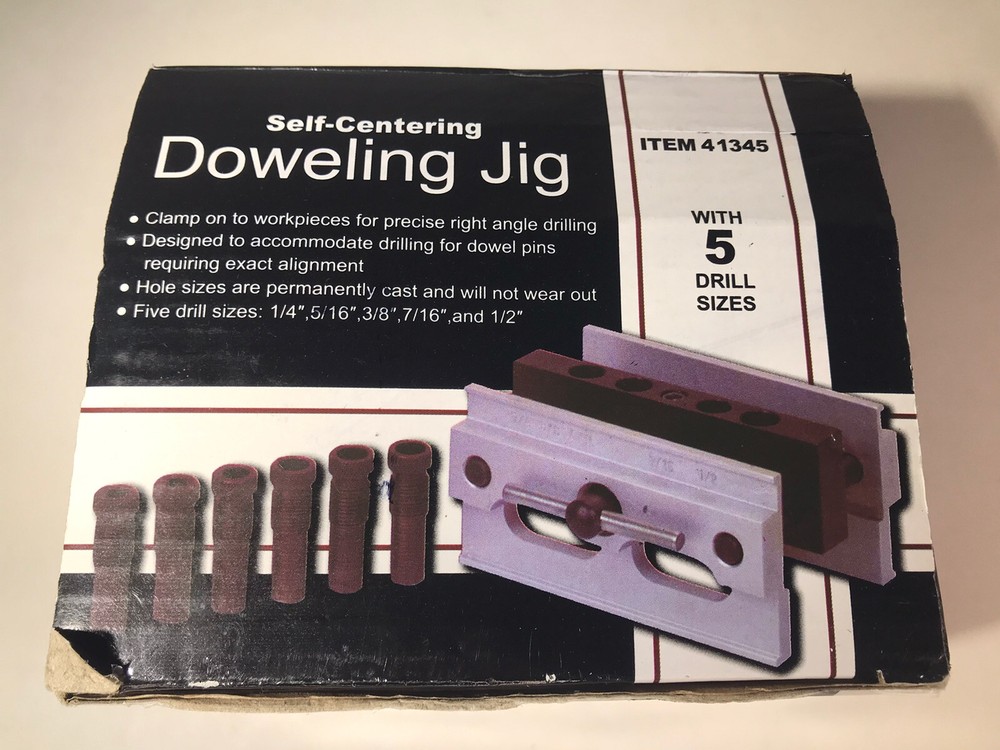 Self-Centering
Doweling Jig
• Clamp on to workpieces for precise right angle drilling
• Designed to accommodate drilling for dowel pins
requiring exact alignment
• Hole sizes are permanently cast and will not wear out
• Five drill sizes: 1/4",5/16",3/8",7/16",and 1/2"
ITEM 41345
WITH
5
DRILL
SIZES